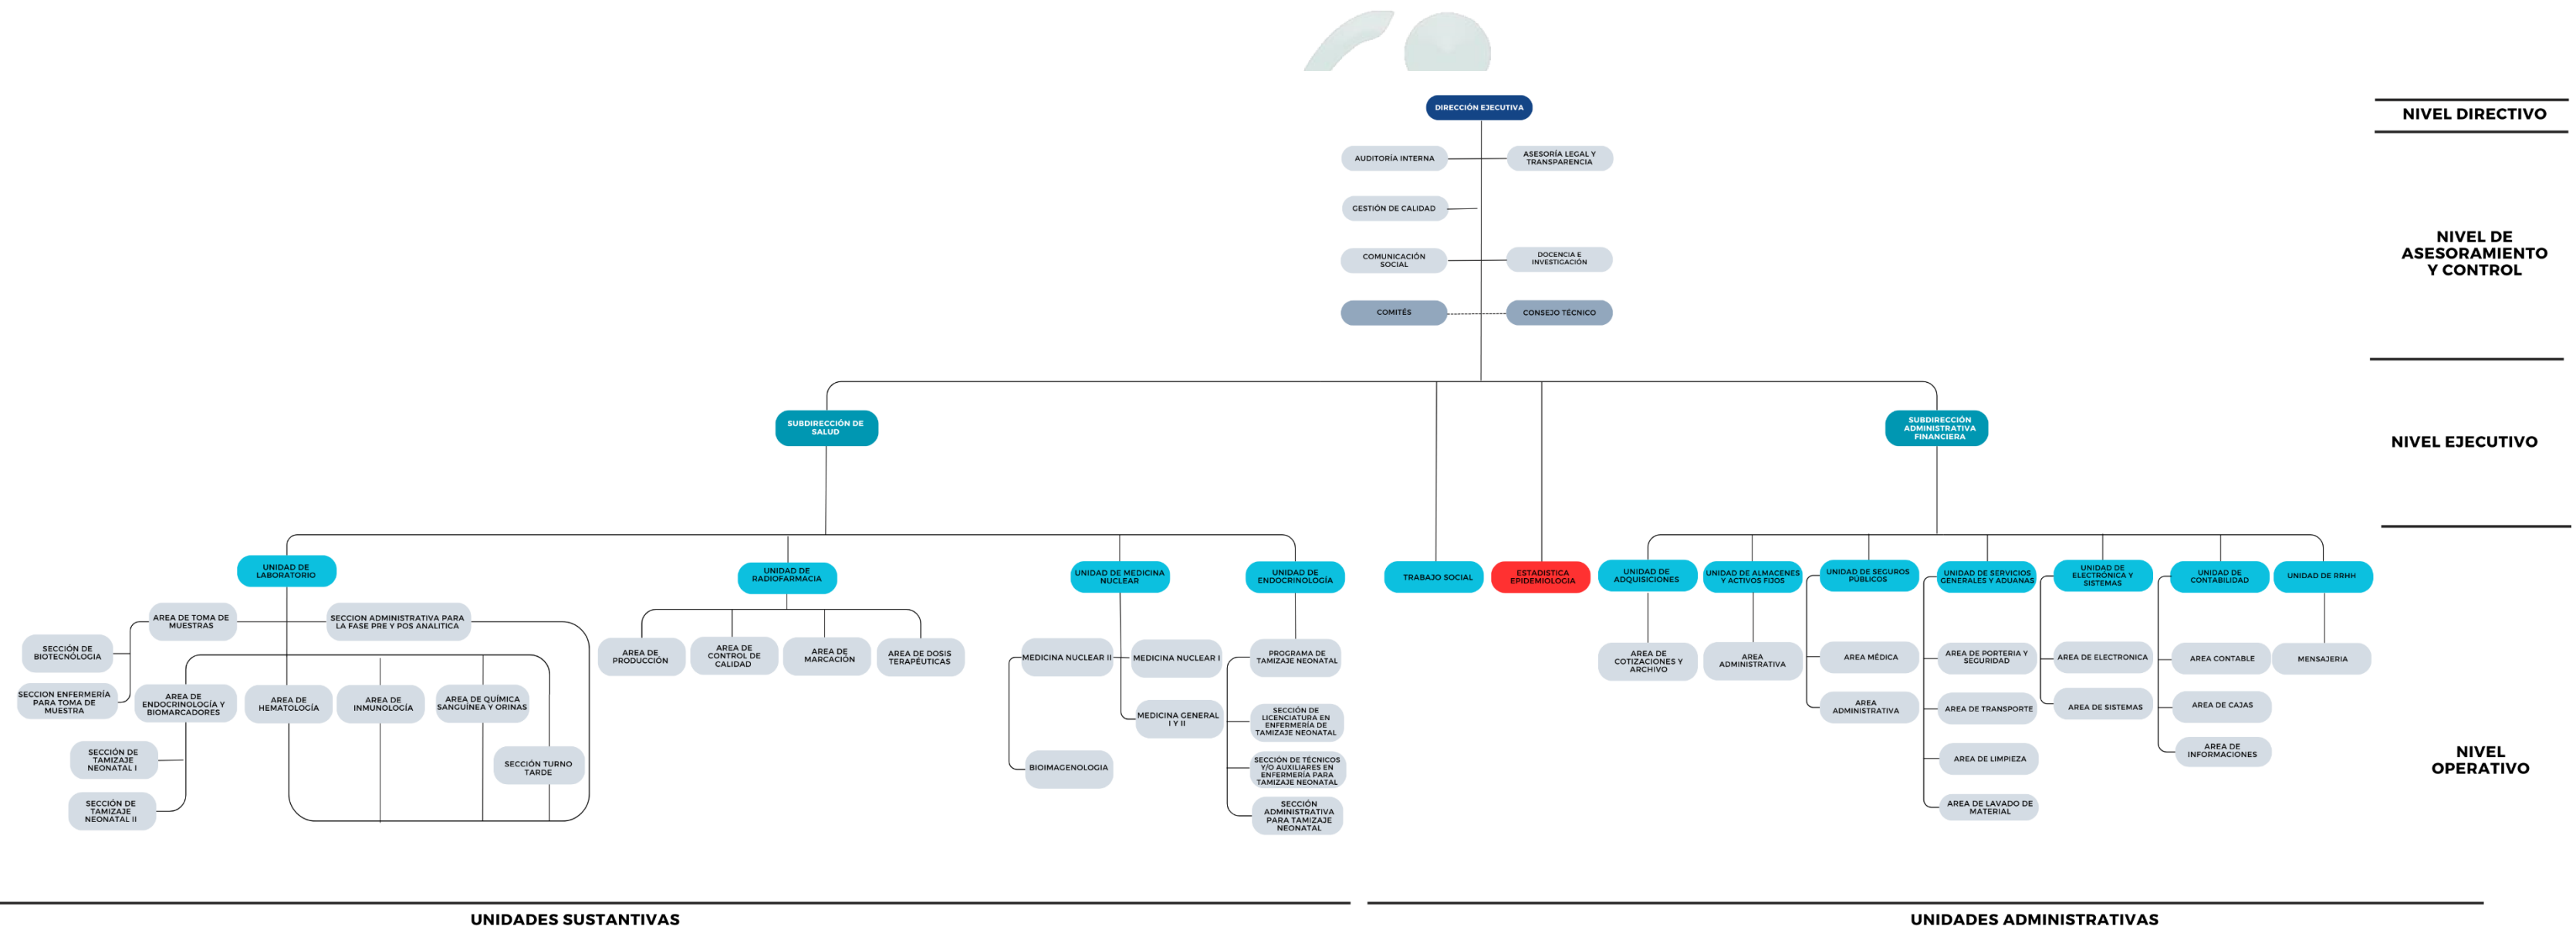 DIRECCIÓN EJECUTIVA
NIVEL DIRECTIVO
AUDITORÍA INTERNA
ASESORÍA LEGAL Y
TRANSPARENCIA
GESTIÓN DE CALIDAD
COMUNICACIÓN
SOCIAL
DOCENCIA E
INVESTIGACIÓN
COMITÉS
CONSEJO TÉCNICO
NIVEL DE
ASESORAMIENTO
Y CONTROL
SUBDIRECCIÓN DE
SALUD
SUBDIRECCIÓN
ADMINISTRATIVA
FINANCIERA
NIVEL EJECUTIVO
UNIDAD DE
LABORATORIO
UNIDAD DE
RADIOFARMACIA
UNIDAD DE MEDICINA
NUCLEAR
UNIDAD DE
ENDOCRINOLOGÍA
TRABAJO SOCIAL
ESTADISTICA
EPIDEMIOLOGIA
UNIDAD DE
ADQUISICIONES
UNIDAD DE ALMACENES
Y ACTIVOS FIJOS
UNIDAD DE SEGUROS
PÚBLICOS
UNIDAD DE SERVICIOS
GENERALES Y ADUANAS
UNIDAD DE
ELECTRÓNICA Y
SISTEMAS
UNIDAD DE
CONTABILIDAD
UNIDAD DE RRHH
AREA DE TOMA DE
MUESTRAS
SECCION ADMINISTRATIVA PARA
LA FASE PRE Y POS ANALITICA
SECCIÓN DE
BIOTECNÓLOGIA
SECCION ENFERMERÍA
PARA TOMA DE
MUESTRA
AREA DE
ENDOCRINOLOGÍA Y
BIOMARCADORES
AREA DE
HEMATOLOGÍA
AREA DE
INMUNOLOGÍA
AREA DE QUÍMICA
SANGUÍNEA Y ORINAS
SECCIÓN DE
TAMIZAJE
NEONATAL I
SECCIÓN TURNO
TARDE
SECCIÓN DE
TAMIZAJE
NEONATAL II
AREA DE
PRODUCCIÓN
AREA DE
CONTROL DE
CALIDAD
AREA DE
MARCACIÓN
AREA DE DOSIS
TERAPÉUTICAS
MEDICINA NUCLEAR II
MEDICINA NUCLEAR I
MEDICINA GENERAL
I Y II
BIOIMAGENOLOGIA
PROGRAMA DE
TAMIZAJE NEONATAL
SECCIÓN DE
LICENCIATURA EN
ENFERMERÍA DE
TAMIZAJE NEONATAL
SECCIÓN DE TÉCNICOS
Y/O AUXILIARES EN
ENFERMERÍA PARA
TAMIZAJE NEONATAL
SECCIÓN
ADMINISTRATIVA
PARA TAMIZAJE
NEONATAL
AREA DE
COTIZACIONES Y
ARCHIVO
AREA
ADMINISTRATIVA
AREA MÉDICA
AREA
ADMINISTRATIVA
AREA DE PORTERIA Y
SEGURIDAD
AREA DE TRANSPORTE
AREA DE LIMPIEZA
AREA DE LAVADO DE
MATERIAL
AREA DE ELECTRONICA
AREA DE SISTEMAS
AREA CONTABLE
AREA DE CAJAS
AREA DE
INFORMACIONES
MENSAJERIA
NIVEL
OPERATIVO
UNIDADES SUSTANTIVAS
UNIDADES ADMINISTRATIVAS